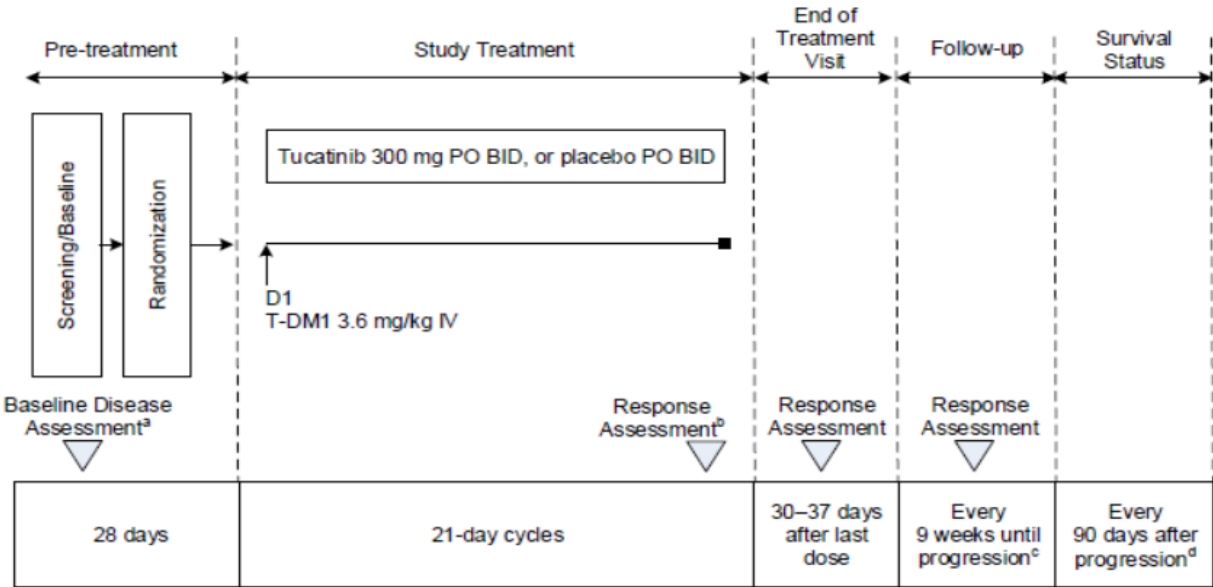 Pre-treatment
Study Treatment
End of
Treatment
Visit
Follow-up
Survival
Status
Screening/Baseline
Randomization
Tucatinib 300 mg PO BID, or placebo PO BID
D1
T-DM1 3.6 mg/kg IV
Baseline Disease
Assessmentᵃ
Response
Assessmentᵇ
Response
Assessment
Response
Assessment
28 days
21-day cycles
30–37 days
after last
dose
Every
9 weeks until
progressionᶜ
Every
90 days after
progressionᵈ